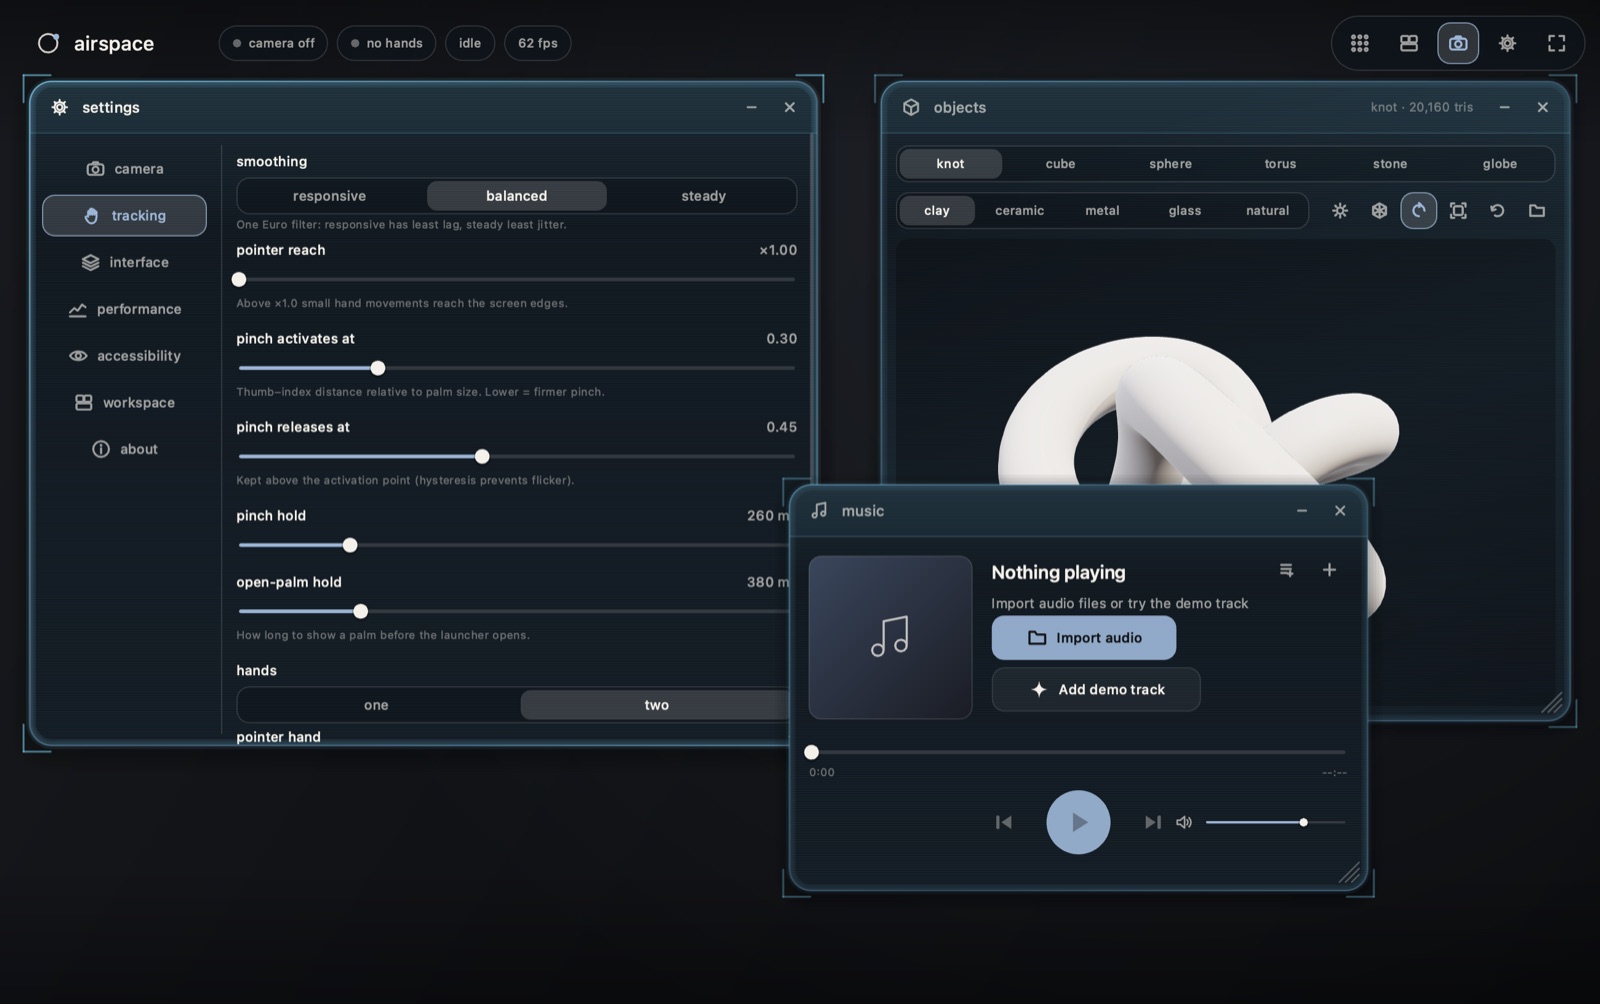 airspace
camera off
no hands
idle
62 fps
settings
camera
tracking
interface
performance
accessibility
workspace
about
smoothing
responsive balanced steady
One Euro filter: responsive has least lag, steady least jitter.
pointer reach ×1.00
Above ×1.0 small hand movements reach the screen edges.
pinch activates at 0.30
Thumb–index distance relative to palm size. Lower = firmer pinch.
pinch releases at 0.45
Kept above the activation point (hysteresis prevents flicker).
pinch hold 260 m
open-palm hold 380 m
How long to show a palm before the launcher opens.
hands
one two
pointer hand
objects
knot · 20,160 tris
knot cube sphere torus stone globe
clay ceramic metal glass natural
music
Nothing playing
Import audio files or try the demo track
Import audio
Add demo track
0:00 --:--